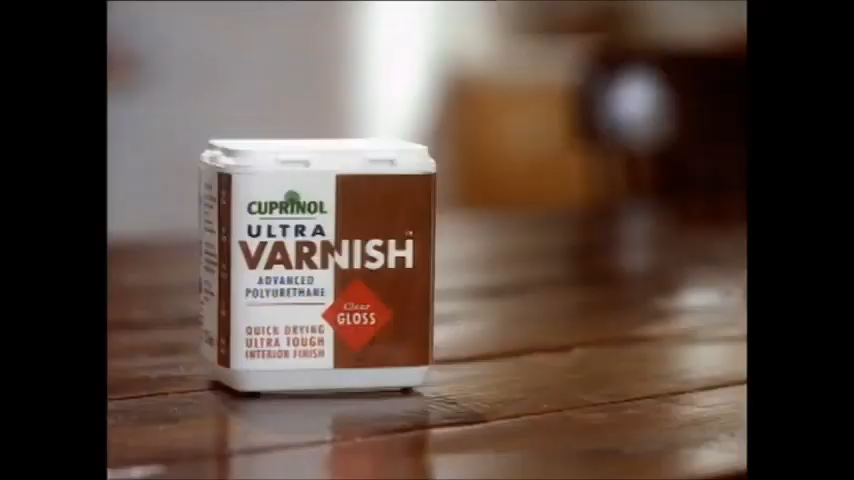 CUPRINOL
ULTRA
VARNISH
ADVANCED
POLYURETHANE
Clear
GLOSS
QUICK DRYING
ULTRA TOUGH
INTERIOR FINISH